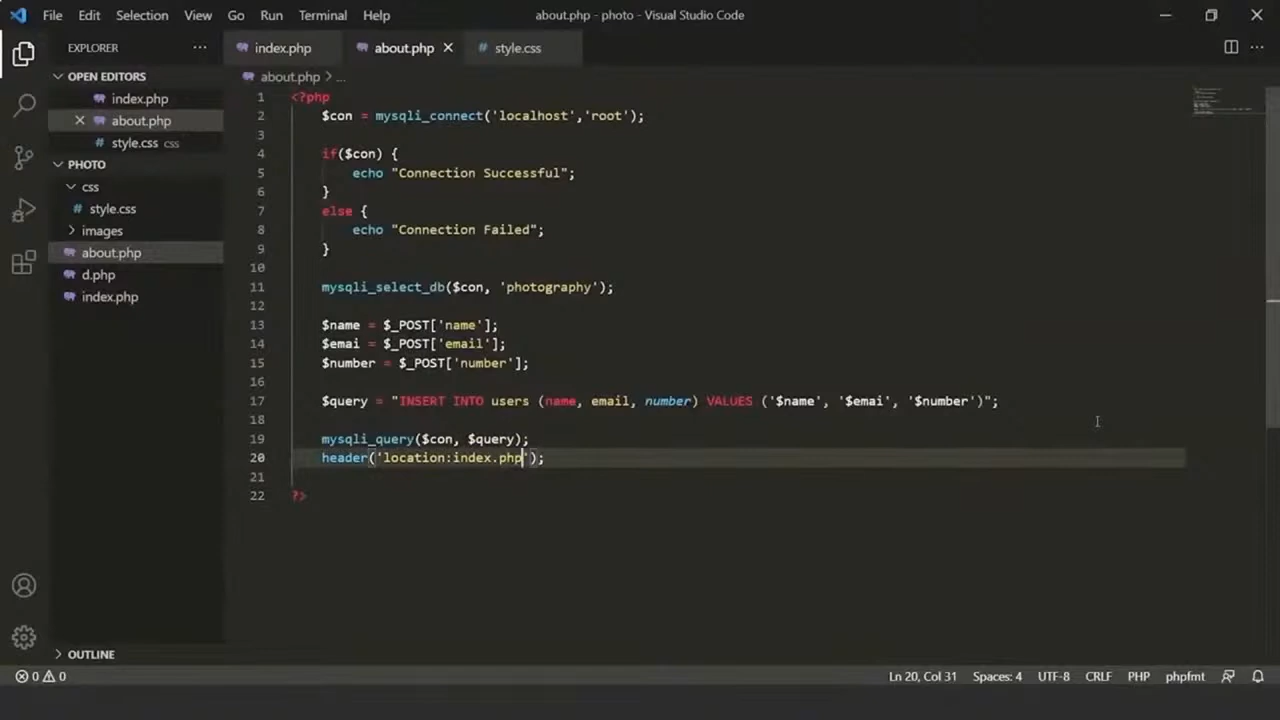 File Edit Selection View Go Run Terminal Help about.php - photo - Visual Studio Code
EXPLORER
index.php about.php style.css
OPEN EDITORS
index.php
about.php
style.css css
PHOTO
css
style.css
images
about.php
d.php
index.php
OUTLINE
about.php > ...
1 <?php
2 $con = mysqli_connect('localhost','root');
3
4 if($con) {
5 echo "Connection Successful";
6 }
7 else {
8 echo "Connection Failed";
9 }
10
11 mysqli_select_db($con, 'photography');
12
13 $name = $_POST['name'];
14 $emai = $_POST['email'];
15 $number = $_POST['number'];
16
17 $query = "INSERT INTO users (name, email, number) VALUES ('$name', '$emai', '$number')";
18
19 mysqli_query($con, $query);
20 header('location:index.php');
21
22 ?>
0 0 Ln 20, Col 31 Spaces: 4 UTF-8 CRLF PHP phpfmt